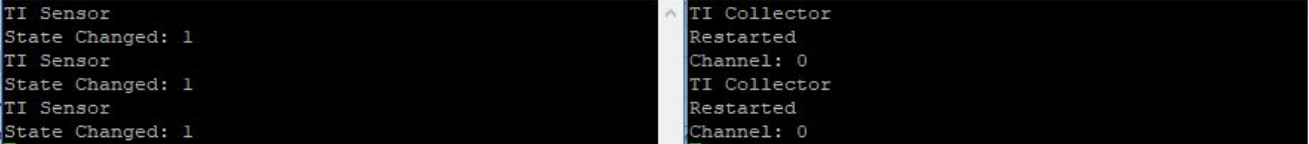 TI Sensor
State Changed: 1
TI Sensor
State Changed: 1
TI Sensor
State Changed: 1
TI Collector
Restarted
Channel: 0
TI Collector
Restarted
Channel: 0